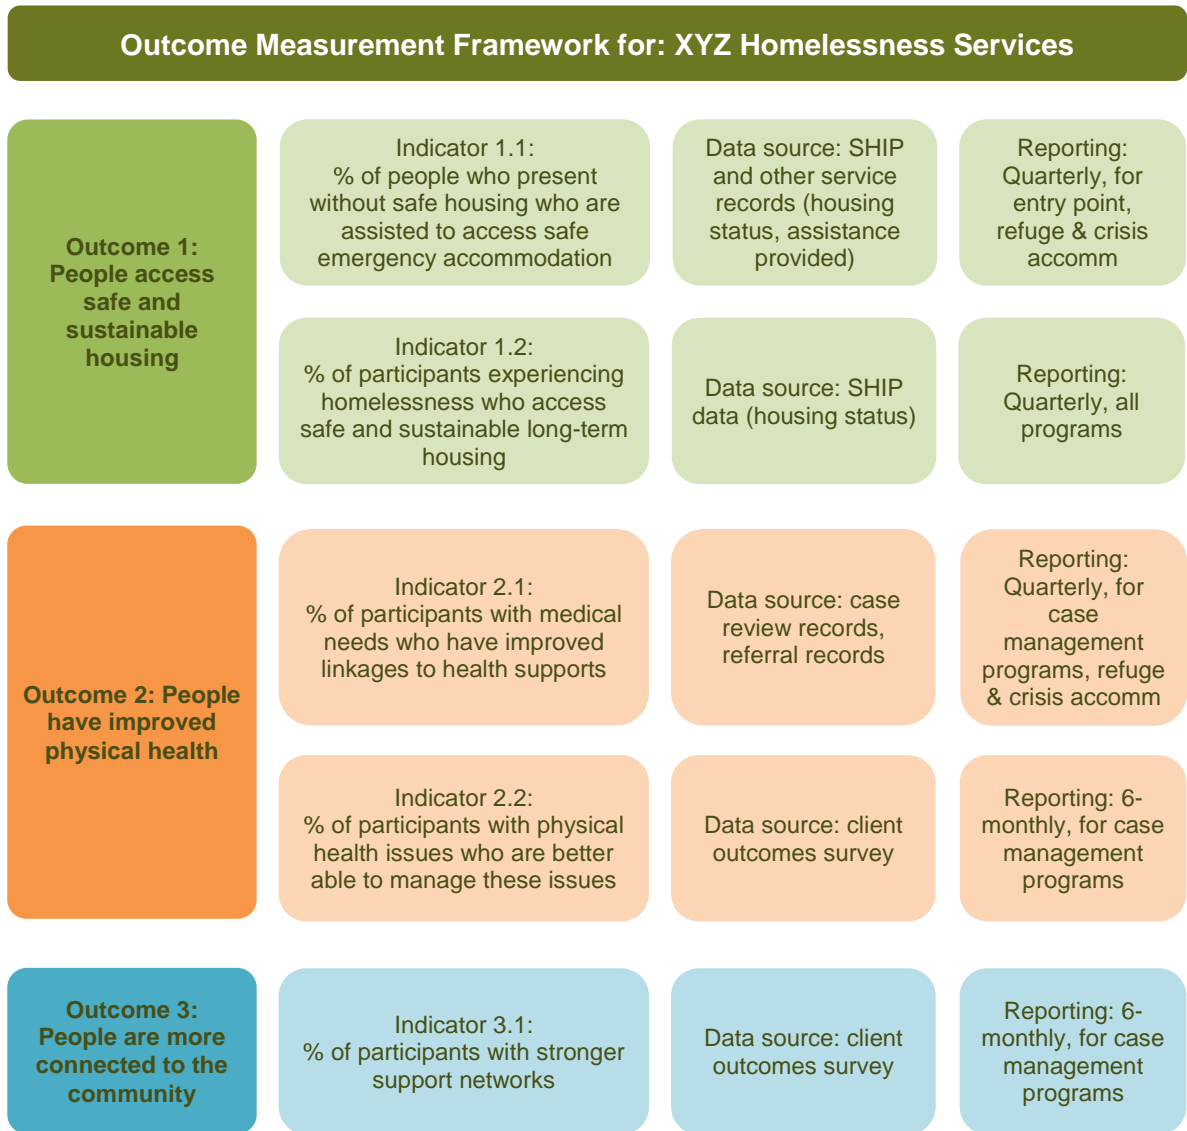 Outcome Measurement Framework for: XYZ Homelessness Services
Outcome 1:
People access
safe and
sustainable
housing
Indicator 1.1:
% of people who present
without safe housing who are
assisted to access safe
emergency accommodation
Data source: SHIP
and other service
records (housing
status, assistance
provided)
Reporting:
Quarterly, for
entry point,
refuge & crisis
accomm
Indicator 1.2:
% of participants experiencing
homelessness who access
safe and sustainable long-term
housing
Data source: SHIP
data (housing status)
Reporting:
Quarterly, all
programs
Outcome 2: People
have improved
physical health
Indicator 2.1:
% of participants with medical
needs who have improved
linkages to health supports
Data source: case
review records,
referral records
Reporting:
Quarterly, for
case
management
programs, refuge
& crisis accomm
Indicator 2.2:
% of participants with physical
health issues who are better
able to manage these issues
Data source: client
outcomes survey
Reporting: 6-
monthly, for case
management
programs
Outcome 3:
People are more
connected to the
community
Indicator 3.1:
% of participants with stronger
support networks
Data source: client
outcomes survey
Reporting: 6-
monthly, for case
management
programs